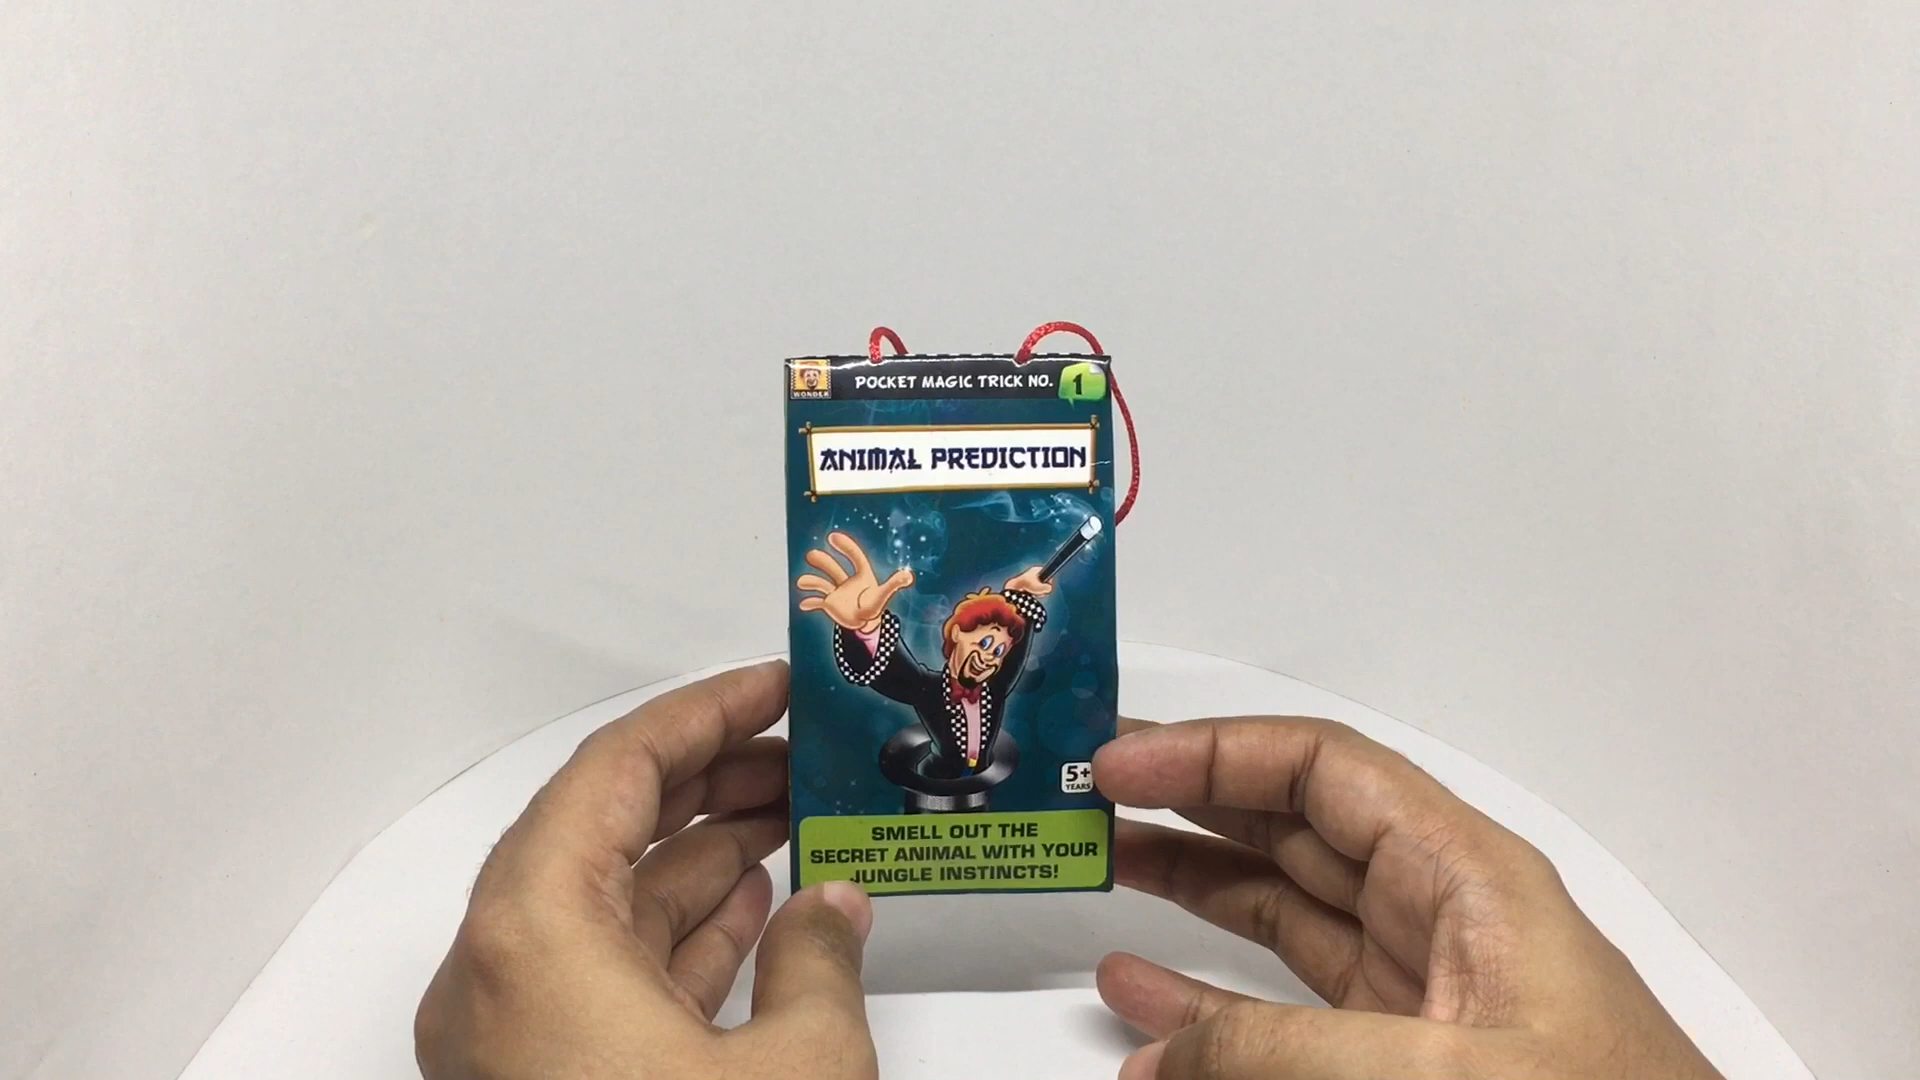 WONDER
POCKET MAGIC TRICK NO. 1
ANIMAL PREDICTION
5+
YEARS
SMELL OUT THE
SECRET ANIMAL WITH YOUR
JUNGLE INSTINCTS!